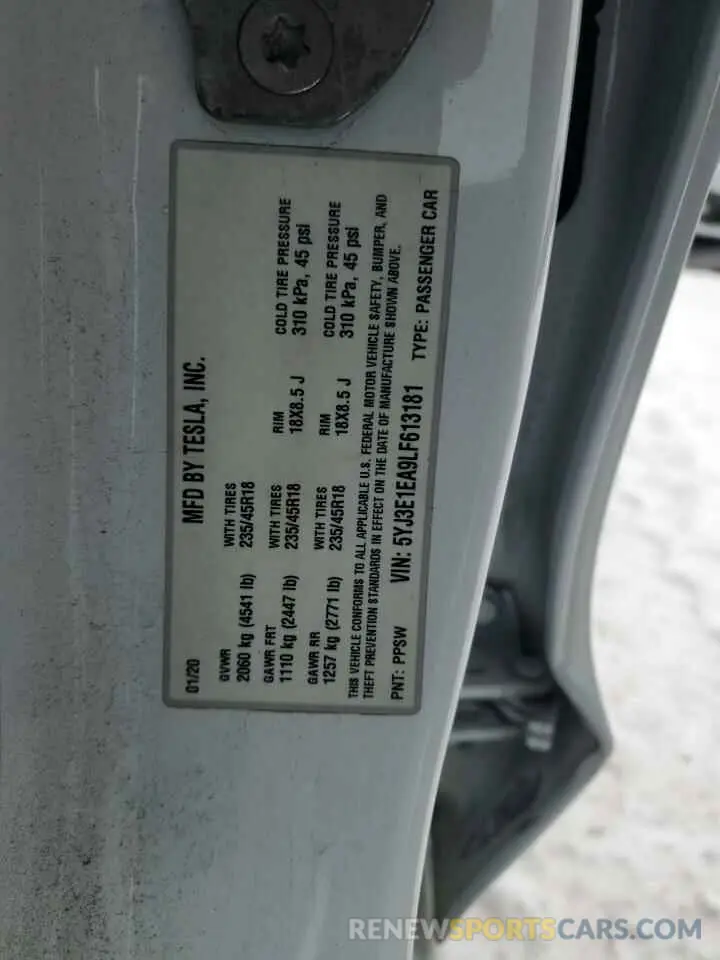 01/20 MFD BY TESLA, INC.
GVWR WITH TIRES
2060 kg (4541 lb) 235/45R18
GAWR FRT WITH TIRES RIM COLD TIRE PRESSURE
1110 kg (2447 lb) 235/45R18 18X8.5 J 310 kPa, 45 psi
GAWR RR WITH TIRES RIM COLD TIRE PRESSURE
1257 kg (2771 lb) 235/45R18 18X8.5 J 310 kPa, 45 psi
THIS VEHICLE CONFORMS TO ALL APPLICABLE U.S. FEDERAL MOTOR VEHICLE SAFETY, BUMPER, AND
THEFT PREVENTION STANDARDS IN EFFECT ON THE DATE OF MANUFACTURE SHOWN ABOVE.
PNT: PPSW VIN: 5YJ3E1EA9LF613181 TYPE: PASSENGER CAR
RENEWSPORTSCARS.COM